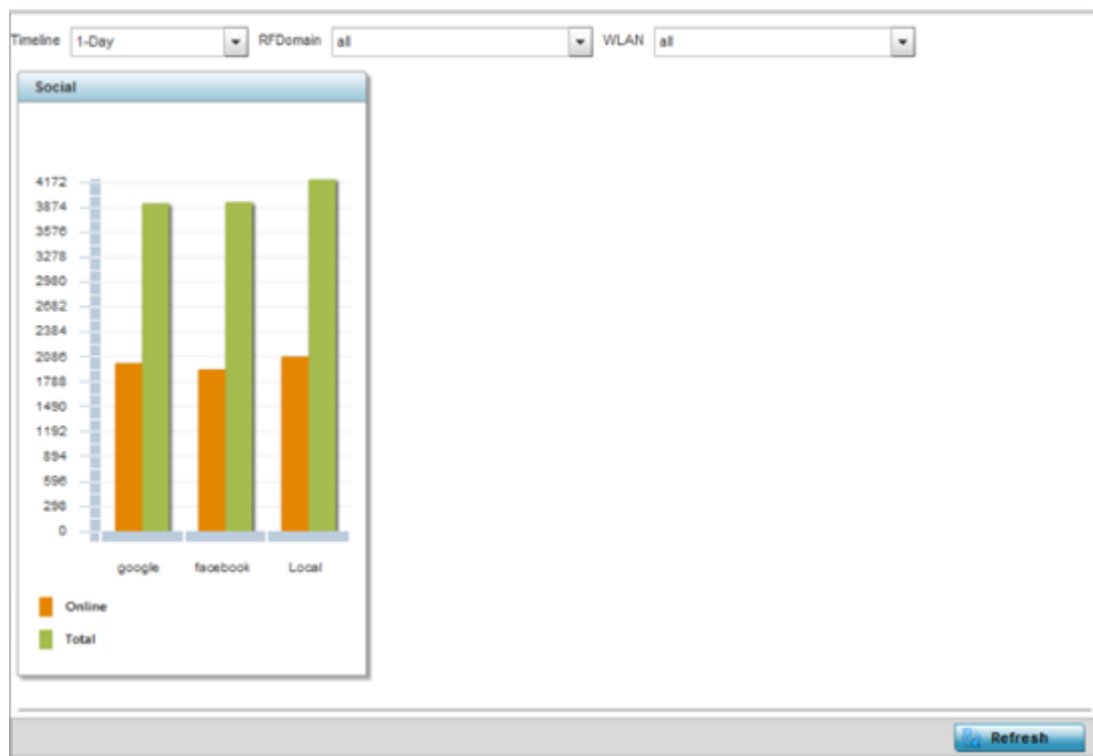 Timeline 1-Day RFDomain all WLAN all
Social
4172
3874
3576
3278
2980
2682
2384
2086
1788
1490
1192
894
596
298
0
google facebook Local
Online
Total
Refresh